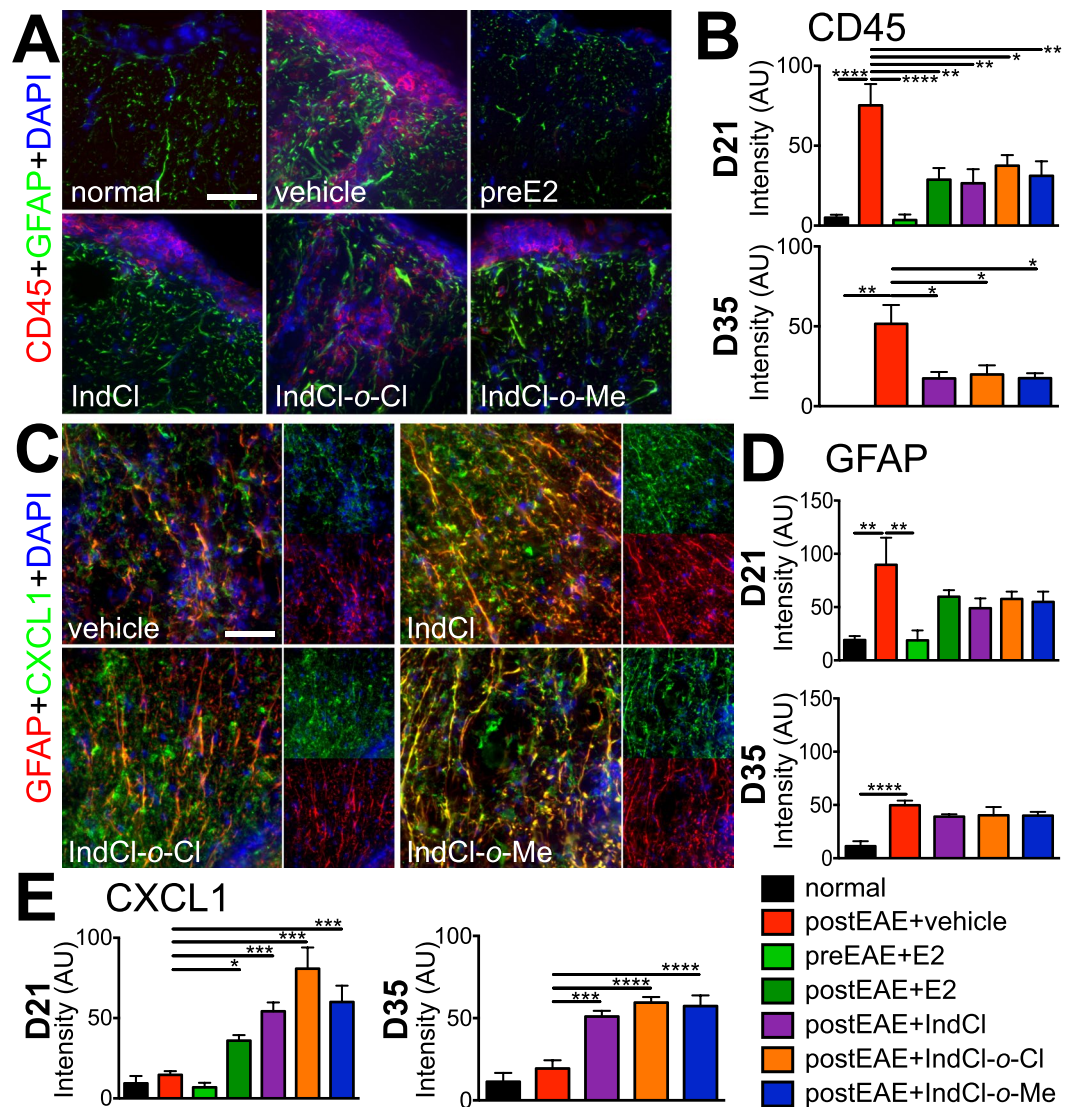 A
CD45+GFAP+DAPI
normal
vehicle
preE2
IndCl
IndCl-o-Cl
IndCl-o-Me
B
CD45
D21
Intensity (AU)
100
50
0
****
****
**
**
*
**
D35
Intensity (AU)
100
50
0
**
*
*
*
C
GFAP+CXCL1+DAPI
vehicle
IndCl
IndCl-o-Cl
IndCl-o-Me
D
GFAP
D21
Intensity (AU)
150
100
50
0
**
**
D35
Intensity (AU)
150
100
50
0
****
E
CXCL1
D21
Intensity (AU)
100
50
0
*
***
***
***
D35
Intensity (AU)
100
50
0
***
****
****
normal
postEAE+vehicle
preEAE+E2
postEAE+E2
postEAE+IndCl
postEAE+IndCl-o-Cl
postEAE+IndCl-o-Me